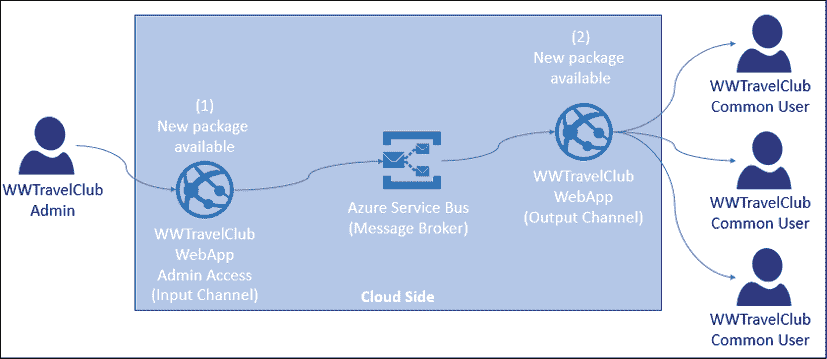 WWTravelClub
Admin
(1)
New package
available
WWTravelClub
WebApp
Admin Access
(Input Channel)
Azure Service Bus
(Message Broker)
Cloud Side
(2)
New package
available
WWTravelClub
WebApp
(Output Channel)
WWTravelClub
Common User
WWTravelClub
Common User
WWTravelClub
Common User